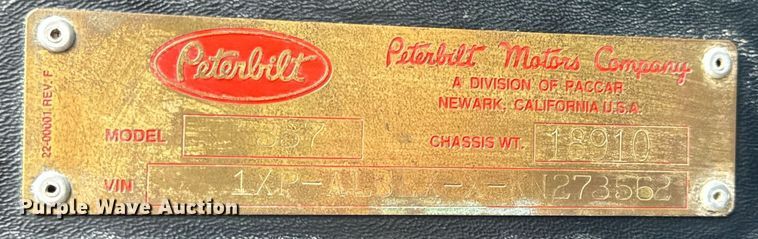 Peterbilt
Peterbilt Motors Company
A DIVISION OF PACCAR
NEWARK, CALIFORNIA U.S.A.
22-00001 REV. F
MODEL
CHASSIS WT. 18910
VIN
Purple Wave Auction